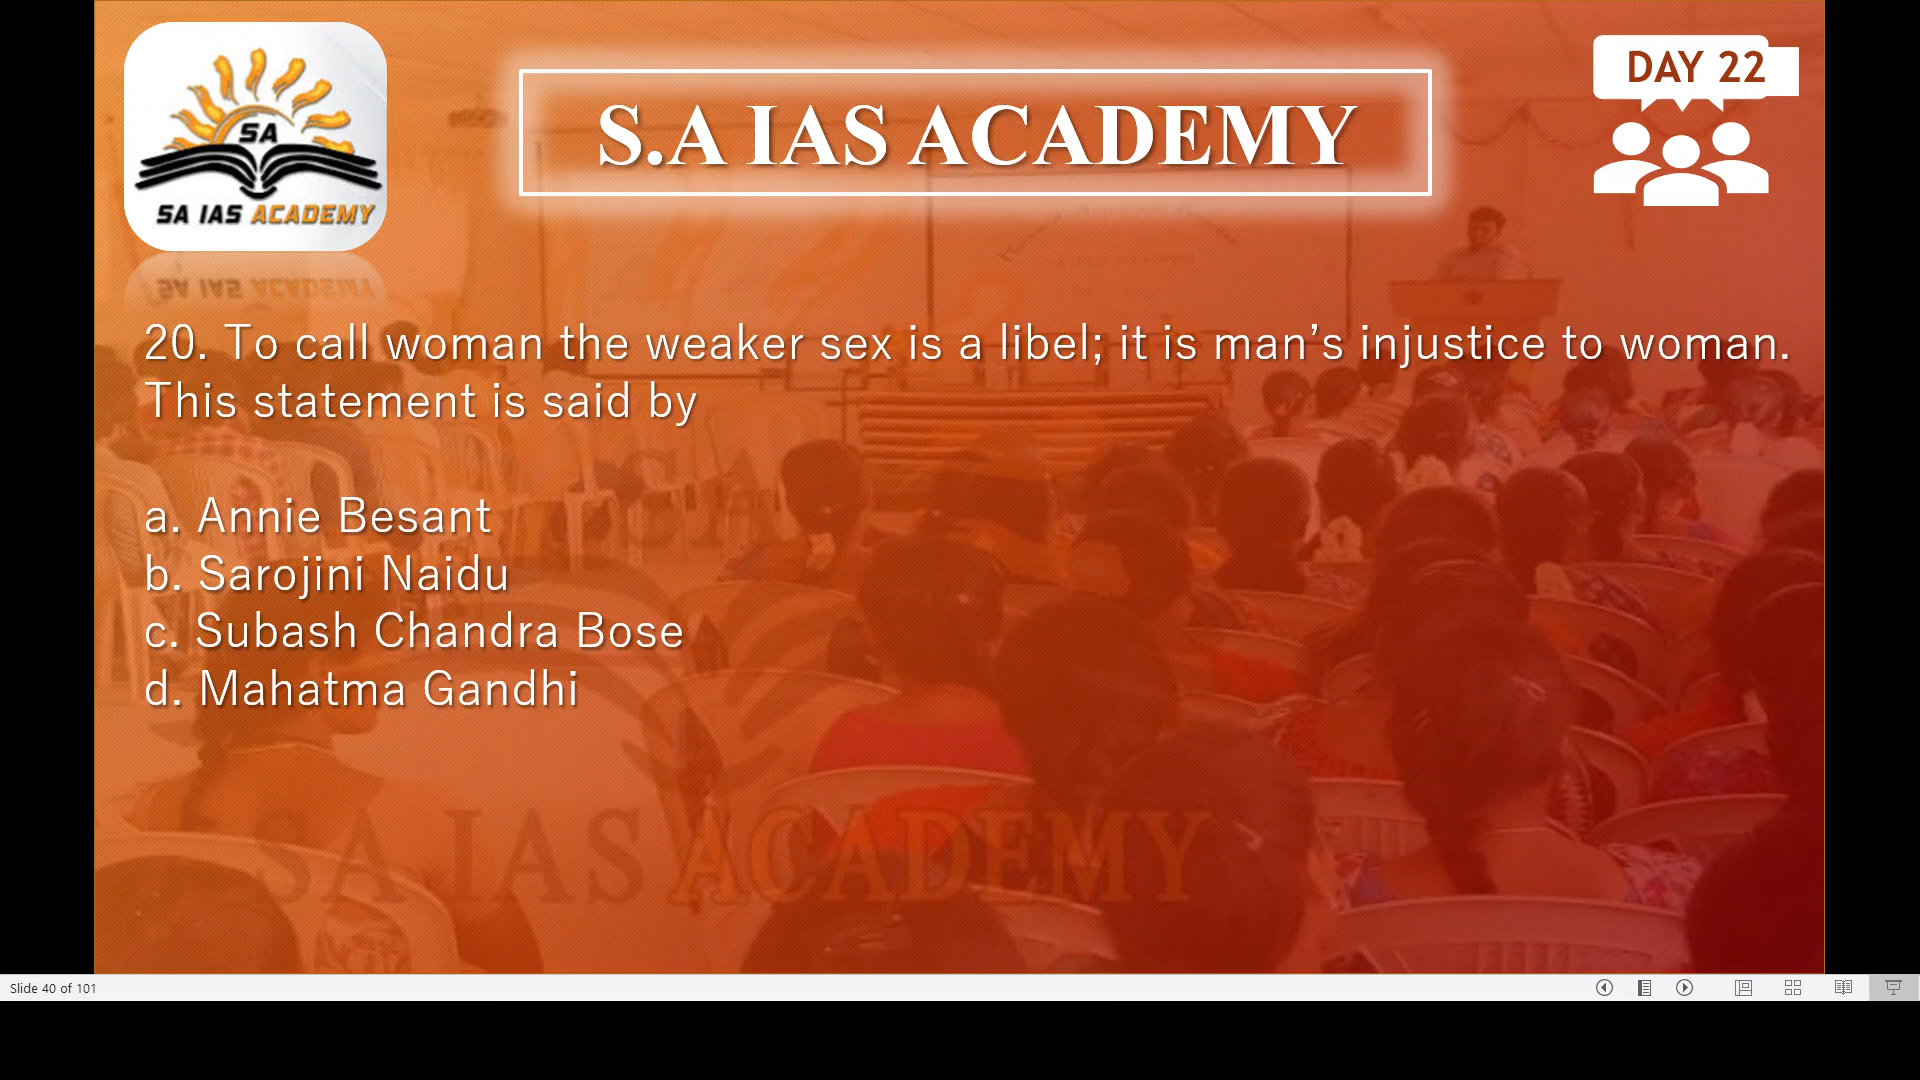 SA
SA IAS ACADEMY
S.A IAS ACADEMY
DAY 22
20. To call woman the weaker sex is a libel; it is man’s injustice to woman.
This statement is said by
a. Annie Besant
b. Sarojini Naidu
c. Subash Chandra Bose
d. Mahatma Gandhi
SA IAS ACADEMY
Slide 40 of 101